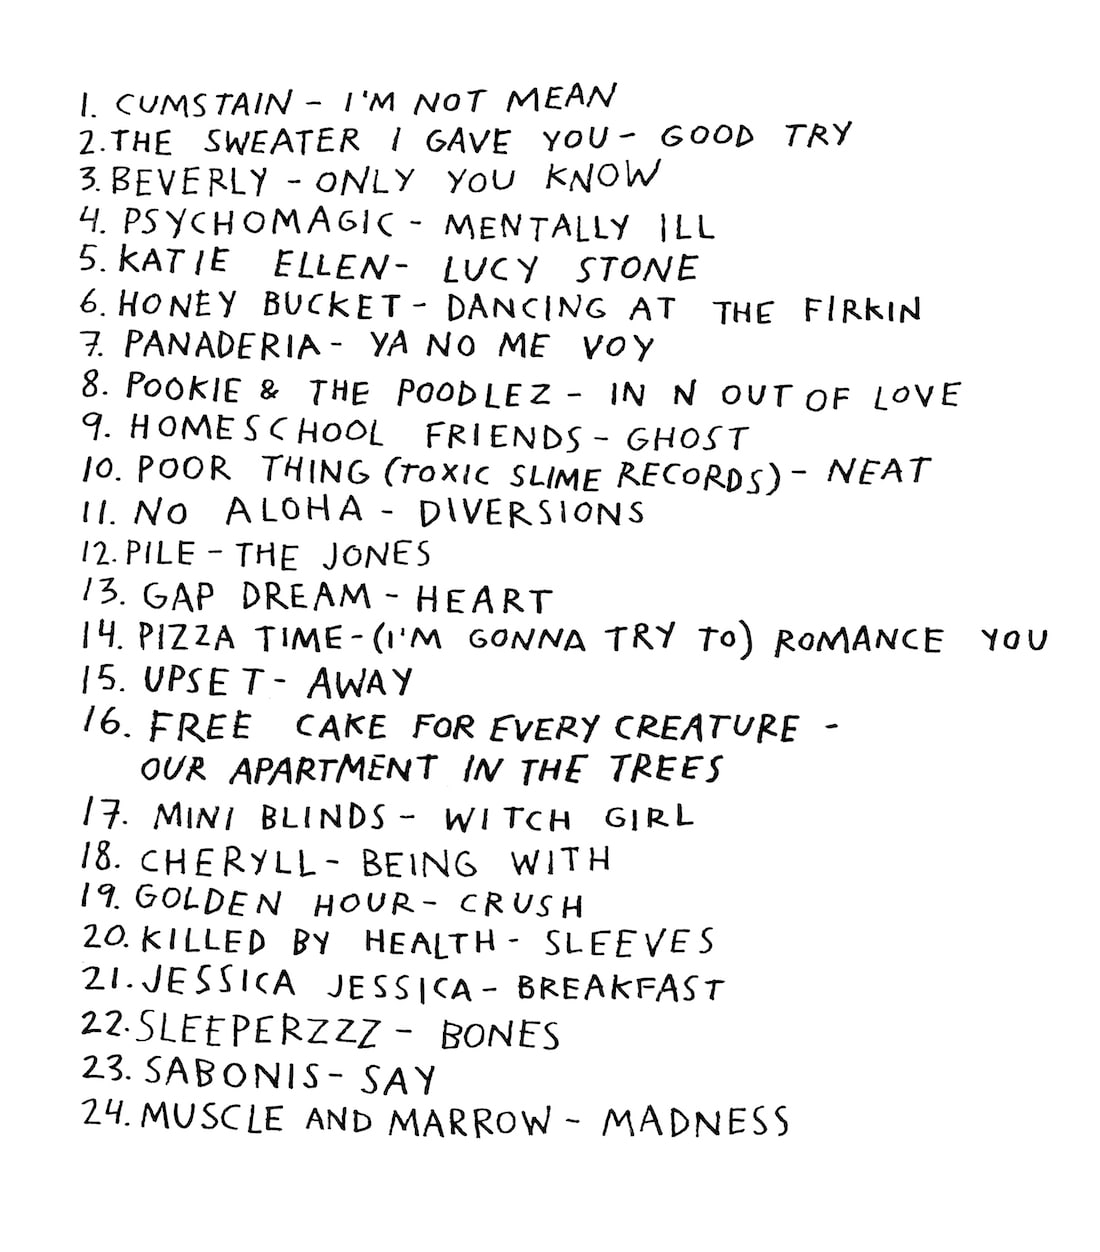 1. CUMSTAIN - I'M NOT MEAN
2. THE SWEATER I GAVE YOU - GOOD TRY
3. BEVERLY - ONLY YOU KNOW
4. PSYCHOMAGIC - MENTALLY ILL
5. KATIE ELLEN - LUCY STONE
6. HONEY BUCKET - DANCING AT THE FIRKIN
7. PANADERIA - YA NO ME VOY
8. POOKIE & THE POODLEZ - IN N OUT OF LOVE
9. HOMESCHOOL FRIENDS - GHOST
10. POOR THING (TOXIC SLIME RECORDS) - NEAT
11. NO ALOHA - DIVERSIONS
12. PILE - THE JONES
13. GAP DREAM - HEART
14. PIZZA TIME - (I'M GONNA TRY TO) ROMANCE YOU
15. UPSET - AWAY
16. FREE CAKE FOR EVERY CREATURE -
OUR APARTMENT IN THE TREES
17. MINI BLINDS - WITCH GIRL
18. CHERYLL - BEING WITH
19. GOLDEN HOUR - CRUSH
20. KILLED BY HEALTH - SLEEVES
21. JESSICA JESSICA - BREAKFAST
22. SLEEPERZZZ - BONES
23. SABONIS - SAY
24. MUSCLE AND MARROW - MADNESS